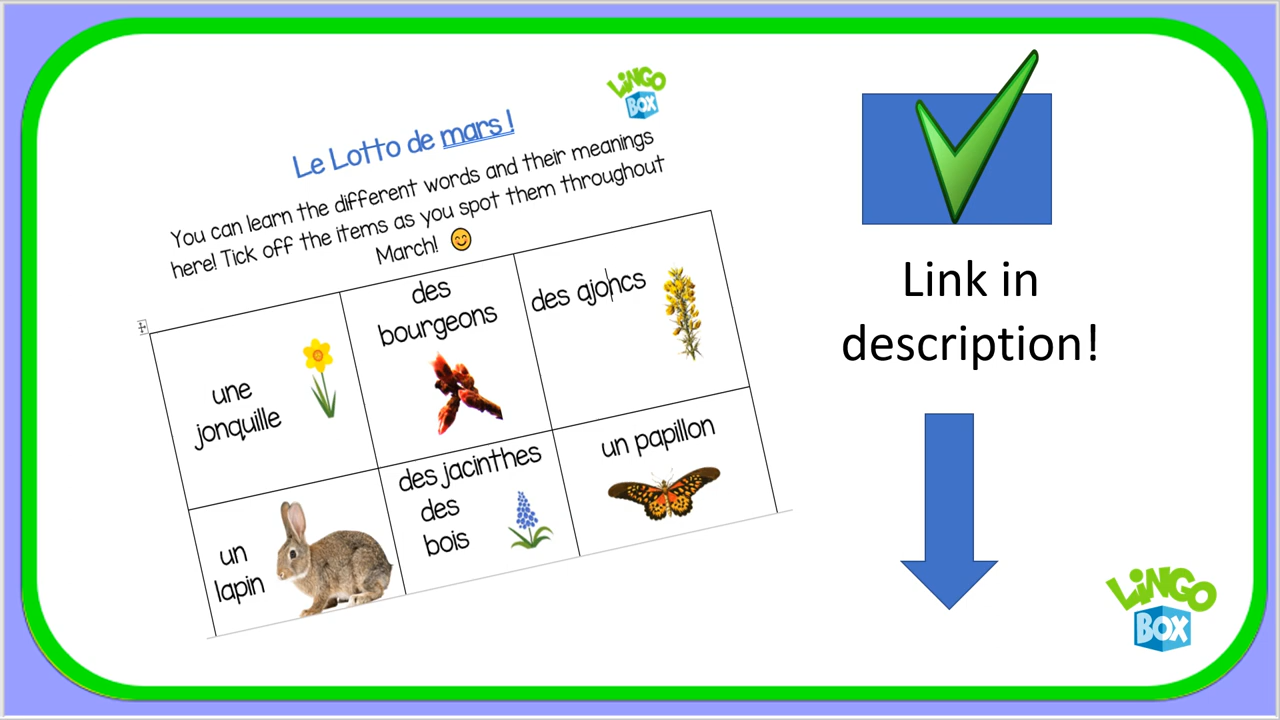 LiNGO
BOX
Le Lotto de mars !
You can learn the different words and their meanings
here! Tick off the items as you spot them throughout
March! 😊
une
jonquille
des
bourgeons
des ajoncs
un
lapin
des jacinthes
des
bois
un papillon
Link in
description!
LiNGO
BOX